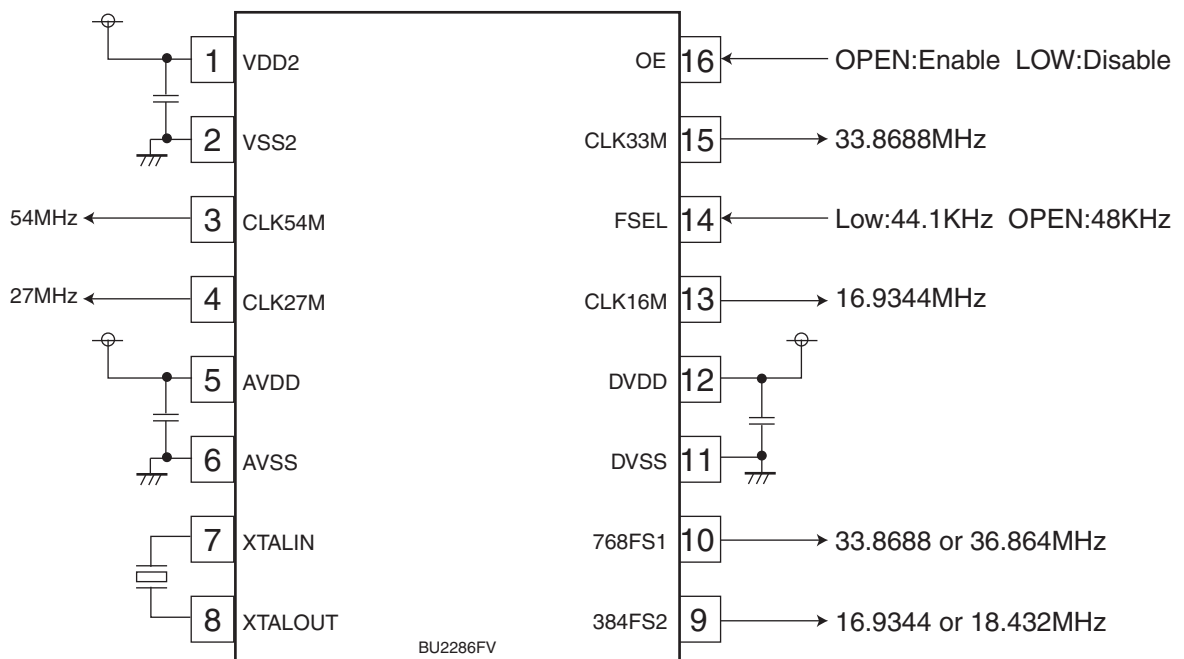 1 VDD2
OE 16
OPEN:Enable LOW:Disable
2 VSS2
CLK33M 15
33.8688MHz
54MHz
3 CLK54M
FSEL 14
Low:44.1KHz OPEN:48KHz
27MHz
4 CLK27M
CLK16M 13
16.9344MHz
5 AVDD
DVDD 12
6 AVSS
DVSS 11
7 XTALIN
768FS1 10
33.8688 or 36.864MHz
8 XTALOUT
384FS2 9
16.9344 or 18.432MHz
BU2286FV